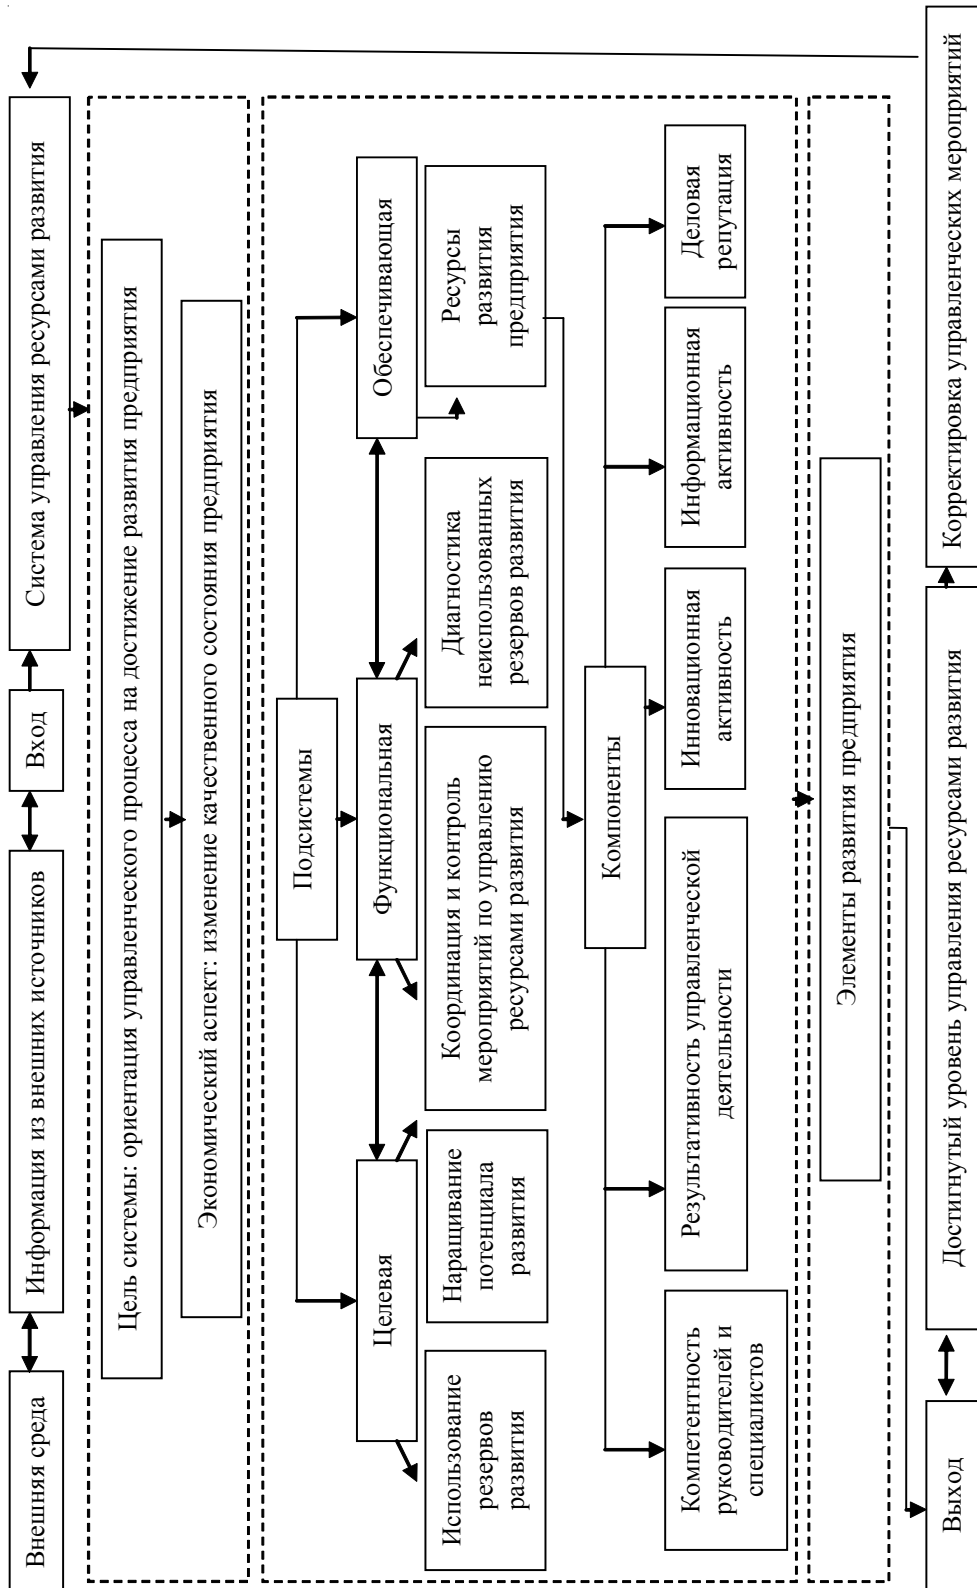 Внешняя среда
Информация из внешних источников
Вход
Система управления ресурсами развития
Цель системы: ориентация управленческого процесса на достижение развития предприятия
Экономический аспект: изменение качественного состояния предприятия
Подсистемы
Целевая
Функциональная
Обеспечивающая
Использование
резервов
развития
Наращивание
потенциала
развития
Координация и контроль
мероприятий по управлению
ресурсами развития
Диагностика
неиспользованных
резервов развития
Ресурсы
развития
предприятия
Компоненты
Компетентность
руководителей и
специалистов
Результативность управленческой
деятельности
Инновационная
активность
Информационная
активность
Деловая
репутация
Элементы развития предприятия
Выход
Достигнутый уровень управления ресурсами развития
Корректировка управленческих мероприятий